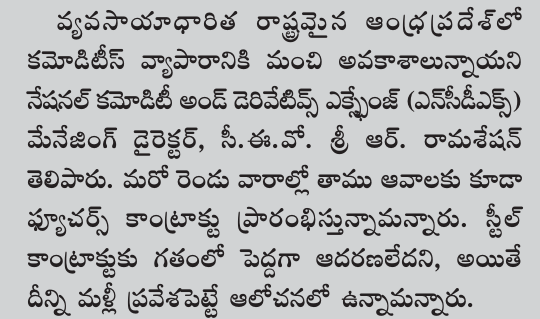 వ్యవసాయాధారిత రాష్ట్రమైన ఆంధ్రప్రదేశ్‌లో
కమోడిటీస్ వ్యాపారానికి మంచి అవకాశాలున్నాయని
నేషనల్ కమోడిటీ అండ్ డెరివేటివ్స్ ఎక్స్ఛేంజ్ (ఎన్‌సీడీఎక్స్)
మేనేజింగ్ డైరెక్టర్, సీ.ఈ.వో. శ్రీ ఆర్. రామశేషన్
తెలిపారు. మరో రెండు వారాల్లో తాము ఆవాలకు కూడా
ఫ్యూచర్స్ కాంట్రాక్టు ప్రారంభిస్తున్నామన్నారు. స్టీల్
కాంట్రాక్టుకు గతంలో పెద్దగా ఆదరణలేదని, అయితే
దీన్ని మళ్లీ ప్రవేశపెట్టే ఆలోచనలో ఉన్నామన్నారు.